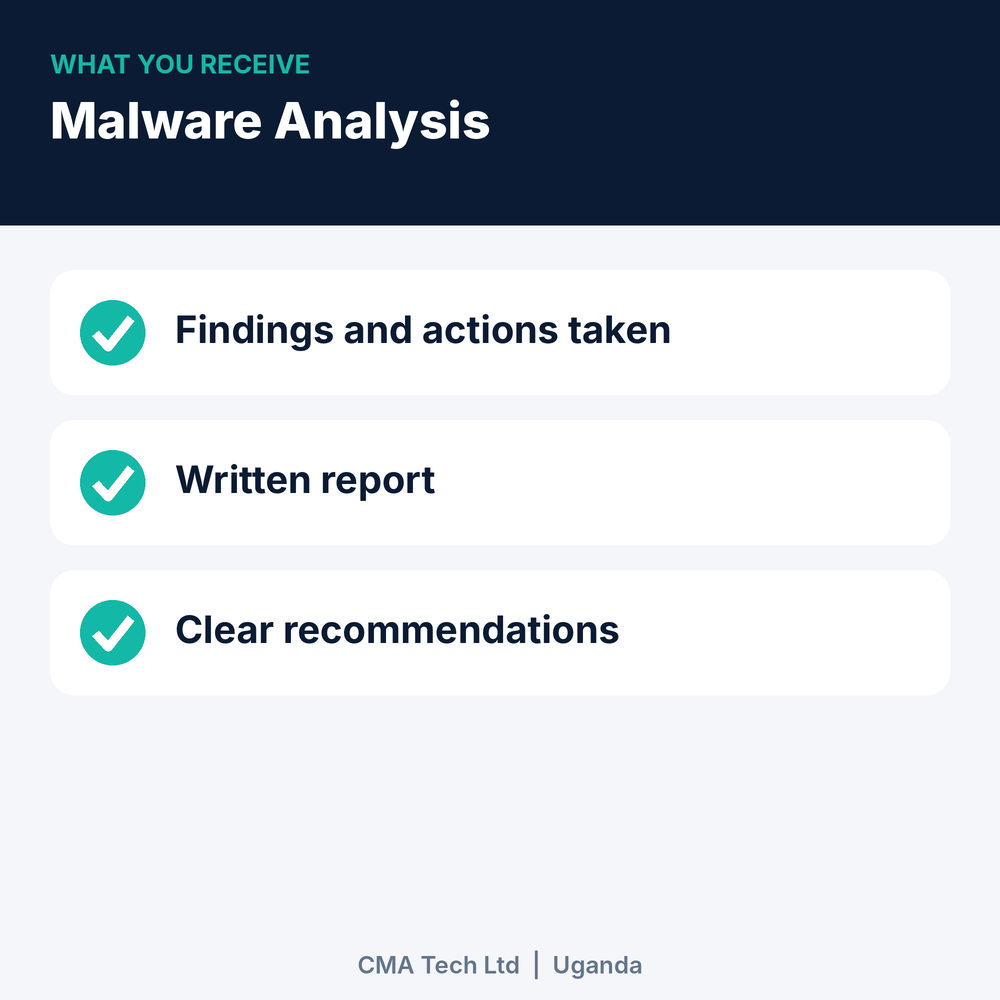 WHAT YOU RECEIVE
Malware Analysis
Findings and actions taken
Written report
Clear recommendations
CMA Tech Ltd | Uganda